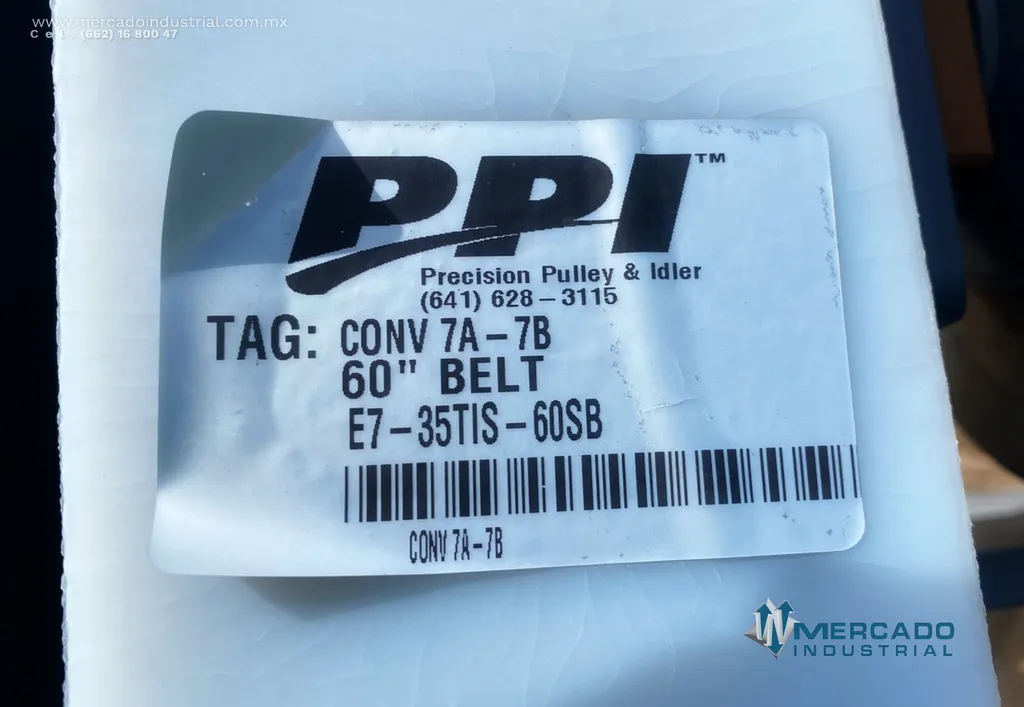 www.mercadoindustrial.com.mx
Cel. (662) 16 800 47
PPI™
Precision Pulley & Idler
(641) 628-3115
TAG: CONV 7A-7B
60" BELT
E7-35TIS-60SB
CONV 7A-7B
MERCADO
INDUSTRIAL